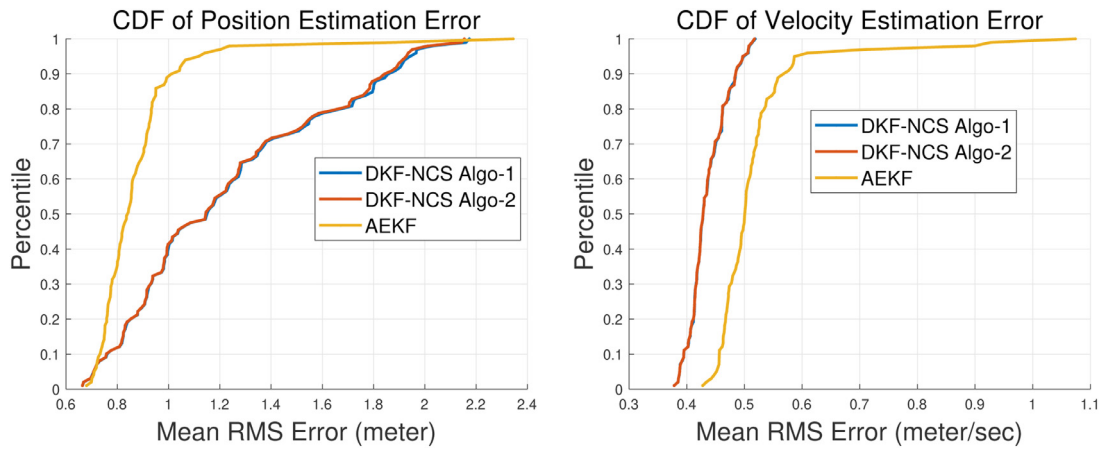 CDF of Position Estimation Error
1
0.9
0.8
0.7
0.6
0.5
0.4
0.3
0.2
0.1
0
Percentile
DKF-NCS Algo-1
DKF-NCS Algo-2
AEKF
0.6 0.8 1 1.2 1.4 1.6 1.8 2 2.2 2.4
Mean RMS Error (meter)
CDF of Velocity Estimation Error
1
0.9
0.8
0.7
0.6
0.5
0.4
0.3
0.2
0.1
0
Percentile
DKF-NCS Algo-1
DKF-NCS Algo-2
AEKF
0.3 0.4 0.5 0.6 0.7 0.8 0.9 1 1.1
Mean RMS Error (meter/sec)